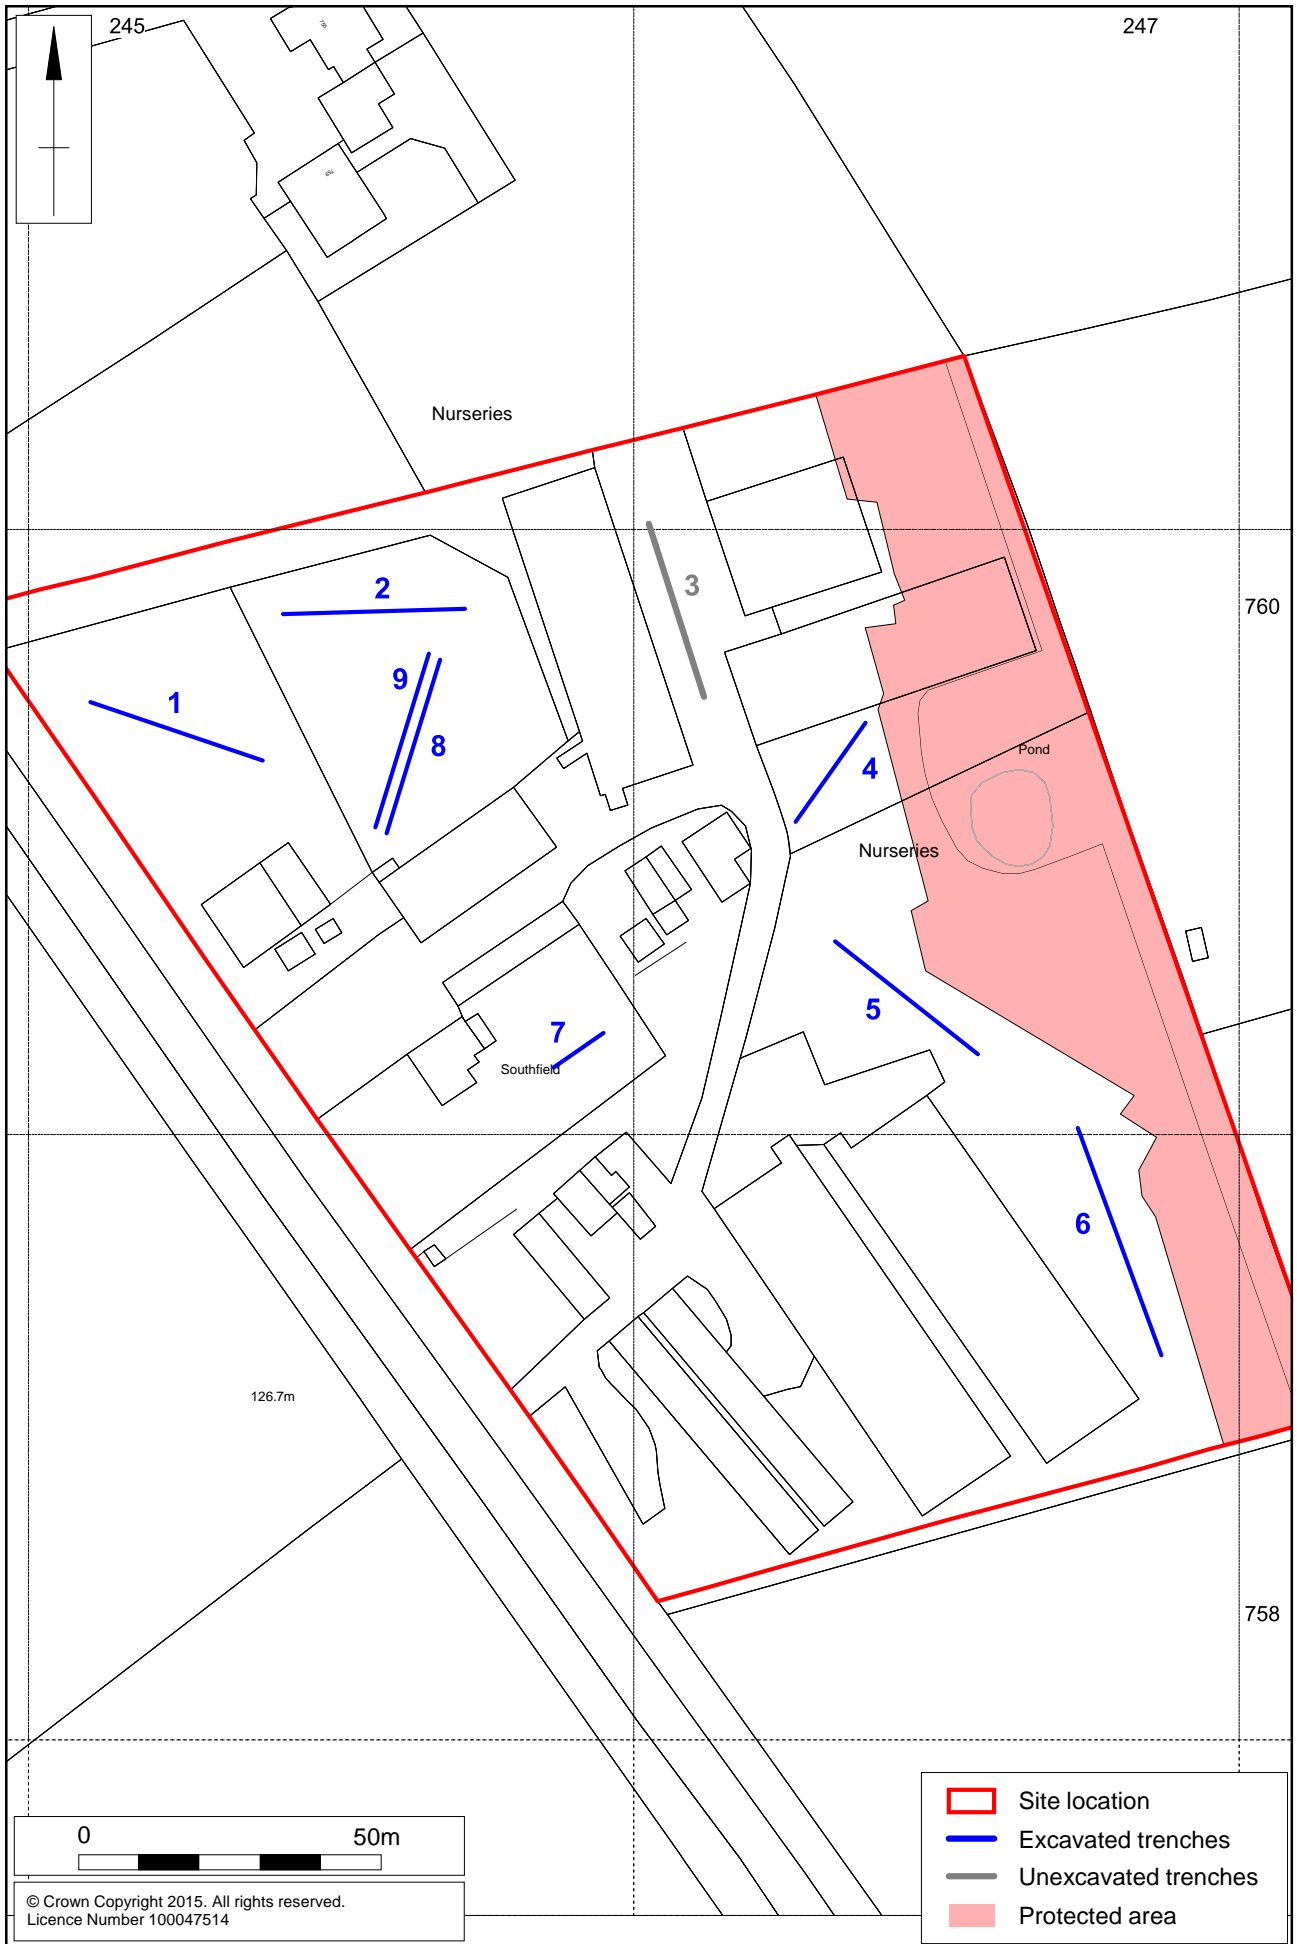 245
247
Nurseries
2
3
760
9
1
8
4
Pond
Nurseries
5
7
Southfield
6
126.7m
758
0 50m
© Crown Copyright 2015. All rights reserved.
Licence Number 100047514
Site location
Excavated trenches
Unexcavated trenches
Protected area